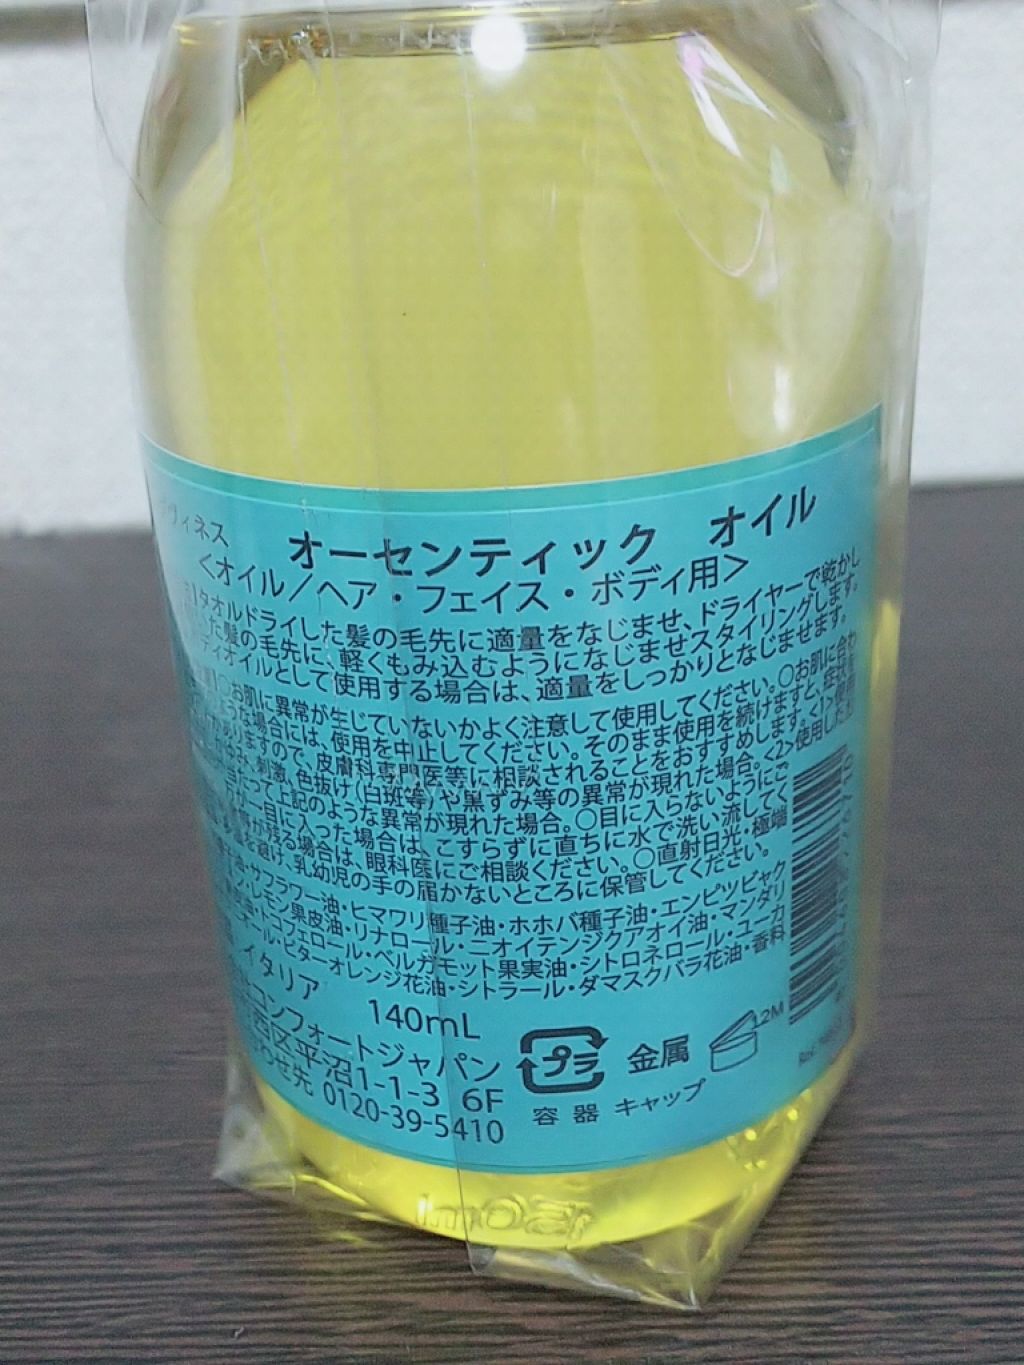 ヴィネス
オーセンティック オイル
<オイル/ヘア・フェイス・ボディ用>
タオルドライした髪の毛先に適量をなじませ、ドライヤーで乾かし
た髪の毛先に、軽くもみ込むようになじませスタイリングします。
ディオイルとして使用する場合は、適量をしっかりとなじませます。
○お肌に異常が生じていないかよく注意して使用してください。○お肌に合わ
ような場合には、使用を中止してください。そのまま使用を続けますと、症状
ありますので、皮膚科専門医等に相談されることをおすすめします。<1>使用
刺激、色抜け(白斑等)や黒ずみ等の異常が現れた場合。<2>使用した
当たって上記のような異常が現れた場合。○目に入らないようにご
一目に入った場合は、こすらずに直ちに水で洗い流してく
が残る場合は、眼科医にご相談ください。○直射日光・極端
を避け、乳幼児の手の届かないところに保管してください。
サフラワー油・ヒマワリ種子油・ホホバ種子油・エンピツビャク
レモン果皮油・リナロール・ニオイテンジクアオイ油・マンダリ
トコフェロール・ベルガモット果実油・シトロネロール・ユーカ
ール・ビターオレンジ花油・シトラール・ダマスクバラ花油・香料
イタリア
140mL
コンフォートジャパン
西区平沼1-1-3 6F
わせ先 0120-39-5410
プラ
容器
金属
キャップ
12M